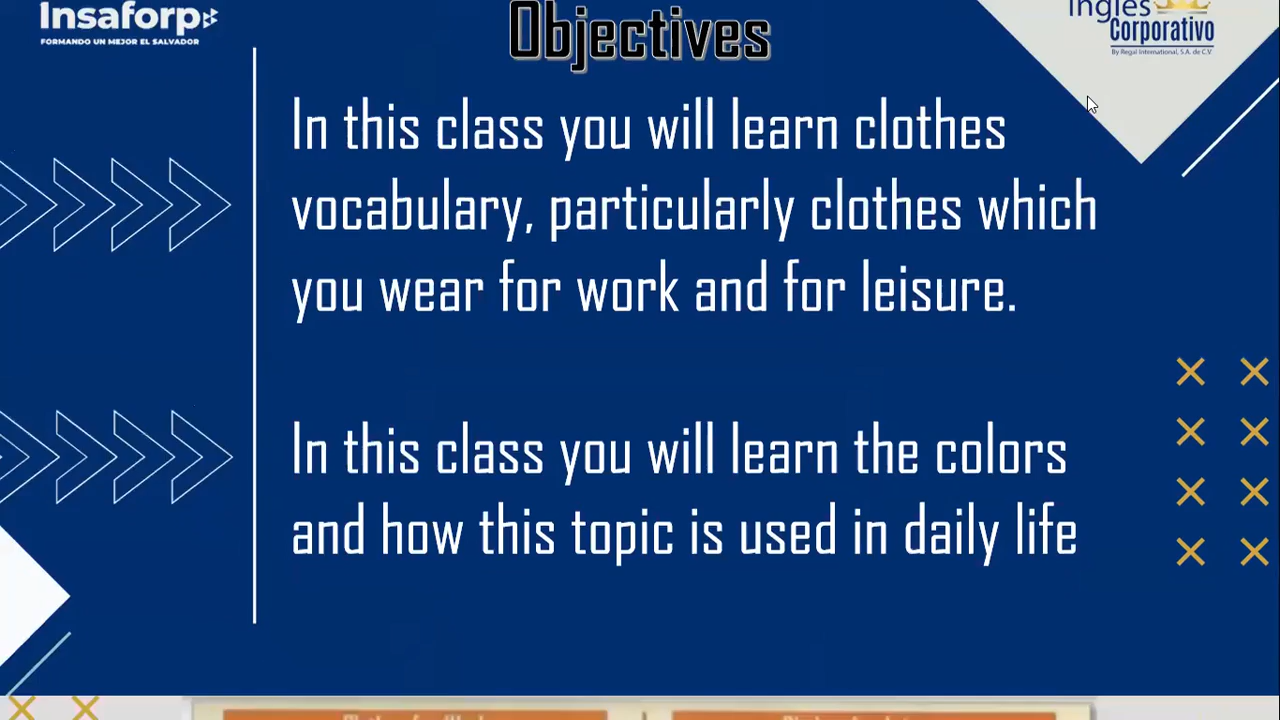 Insaforp
FORMANDO UN MEJOR EL SALVADOR
Objectives
Inglés
Corporativo
By Regal International, S.A. de C.V.
In this class you will learn clothes
vocabulary, particularly clothes which
you wear for work and for leisure.
In this class you will learn the colors
and how this topic is used in daily life